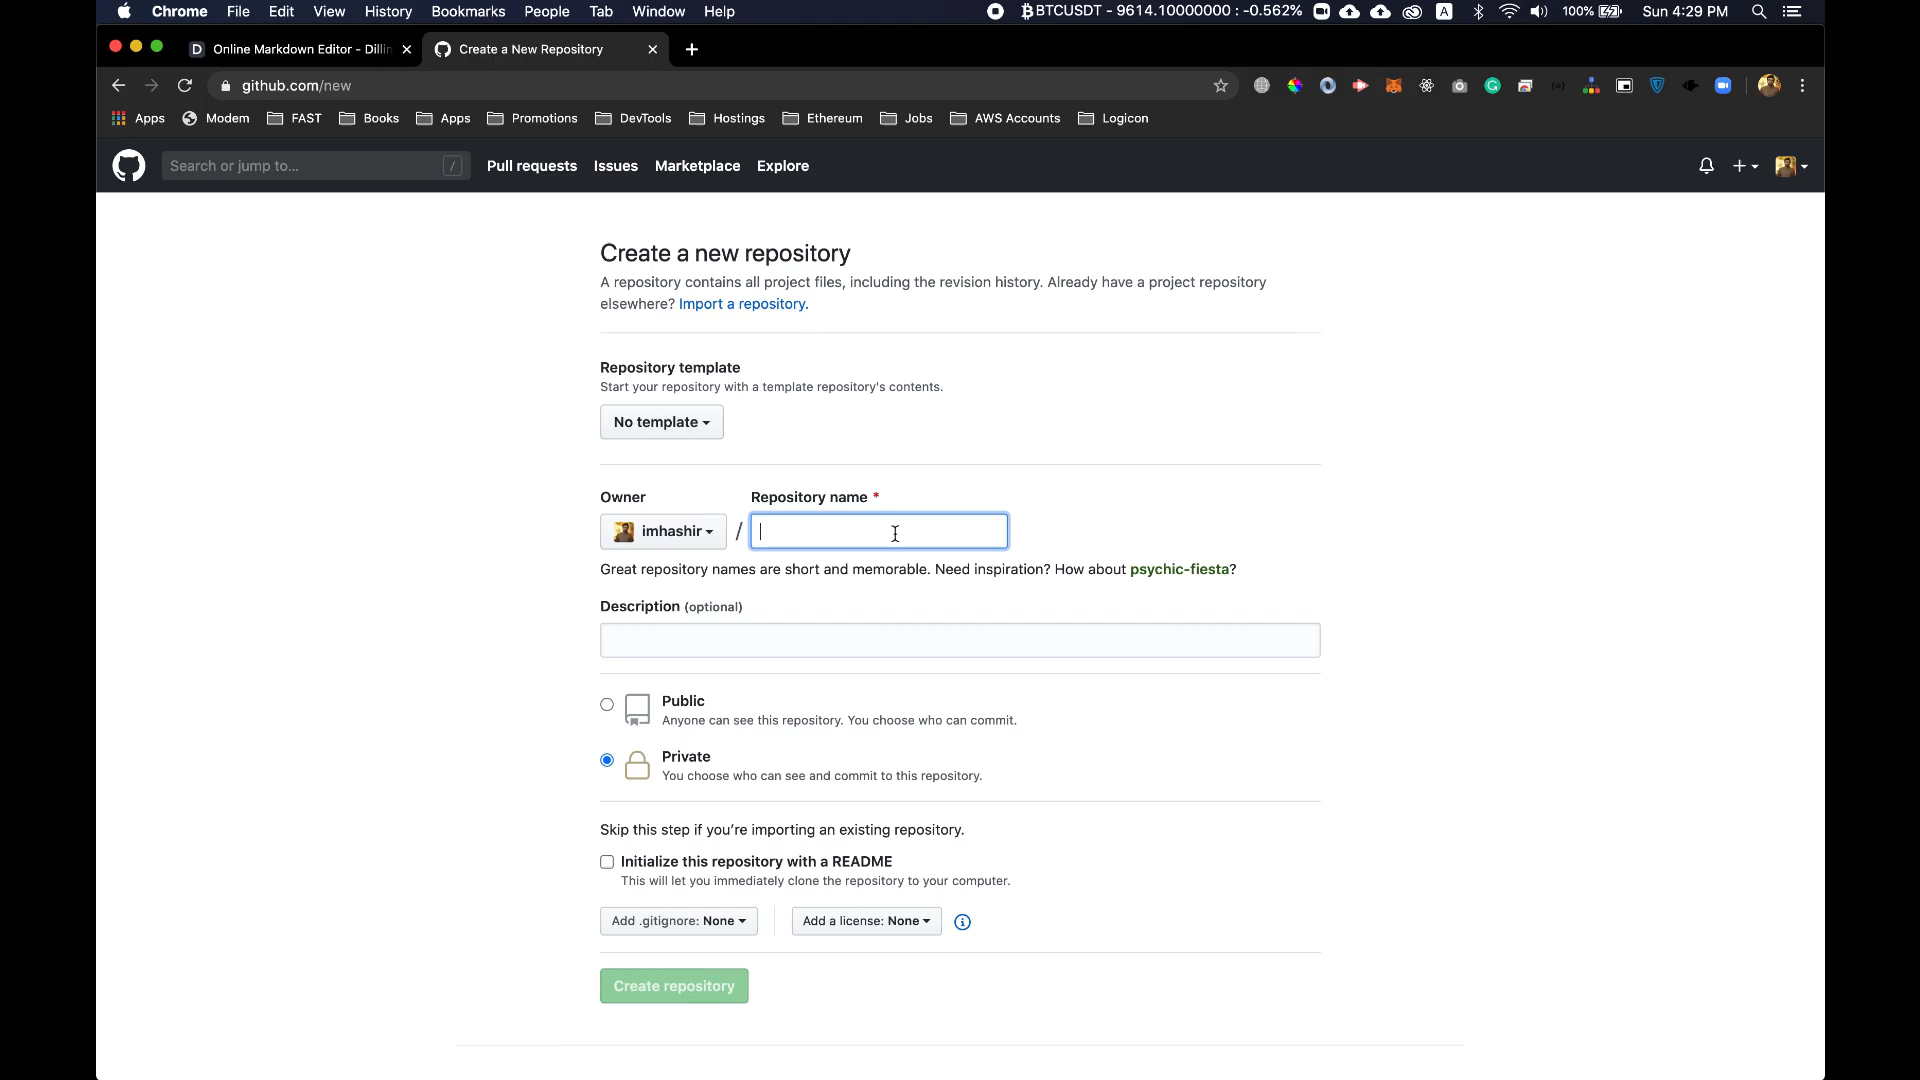 Chrome File Edit View History Bookmarks People Tab Window Help
BTCUSDT - 9614.10000000 : -0.562% A 100% Sun 4:29 PM
D Online Markdown Editor - Dillin
Create a New Repository
github.com/new
Apps Modem FAST Books Apps Promotions DevTools Hostings Ethereum Jobs AWS Accounts Logicon
Search or jump to... / Pull requests Issues Marketplace Explore
Create a new repository
A repository contains all project files, including the revision history. Already have a project repository
elsewhere? Import a repository.
Repository template
Start your repository with a template repository's contents.
No template
Owner Repository name *
imhashir /
Great repository names are short and memorable. Need inspiration? How about psychic-fiesta?
Description (optional)
Public
Anyone can see this repository. You choose who can commit.
Private
You choose who can see and commit to this repository.
Skip this step if you're importing an existing repository.
Initialize this repository with a README
This will let you immediately clone the repository to your computer.
Add .gitignore: None Add a license: None
Create repository